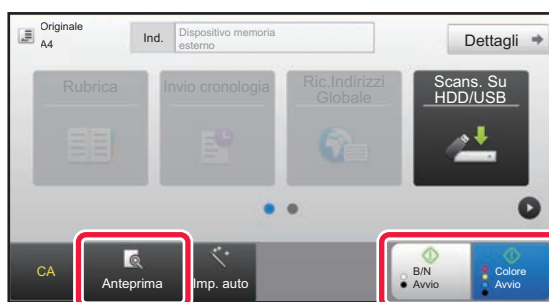 Originale
A4
Ind.
Dispositivo memoria
esterno
Dettagli
Rubrica
Invio cronologia
Ric.Indirizzi
Globale
Scans. Su
HDD/USB
CA
Anteprima
Imp. auto
B/N
Avvio
Colore
Avvio